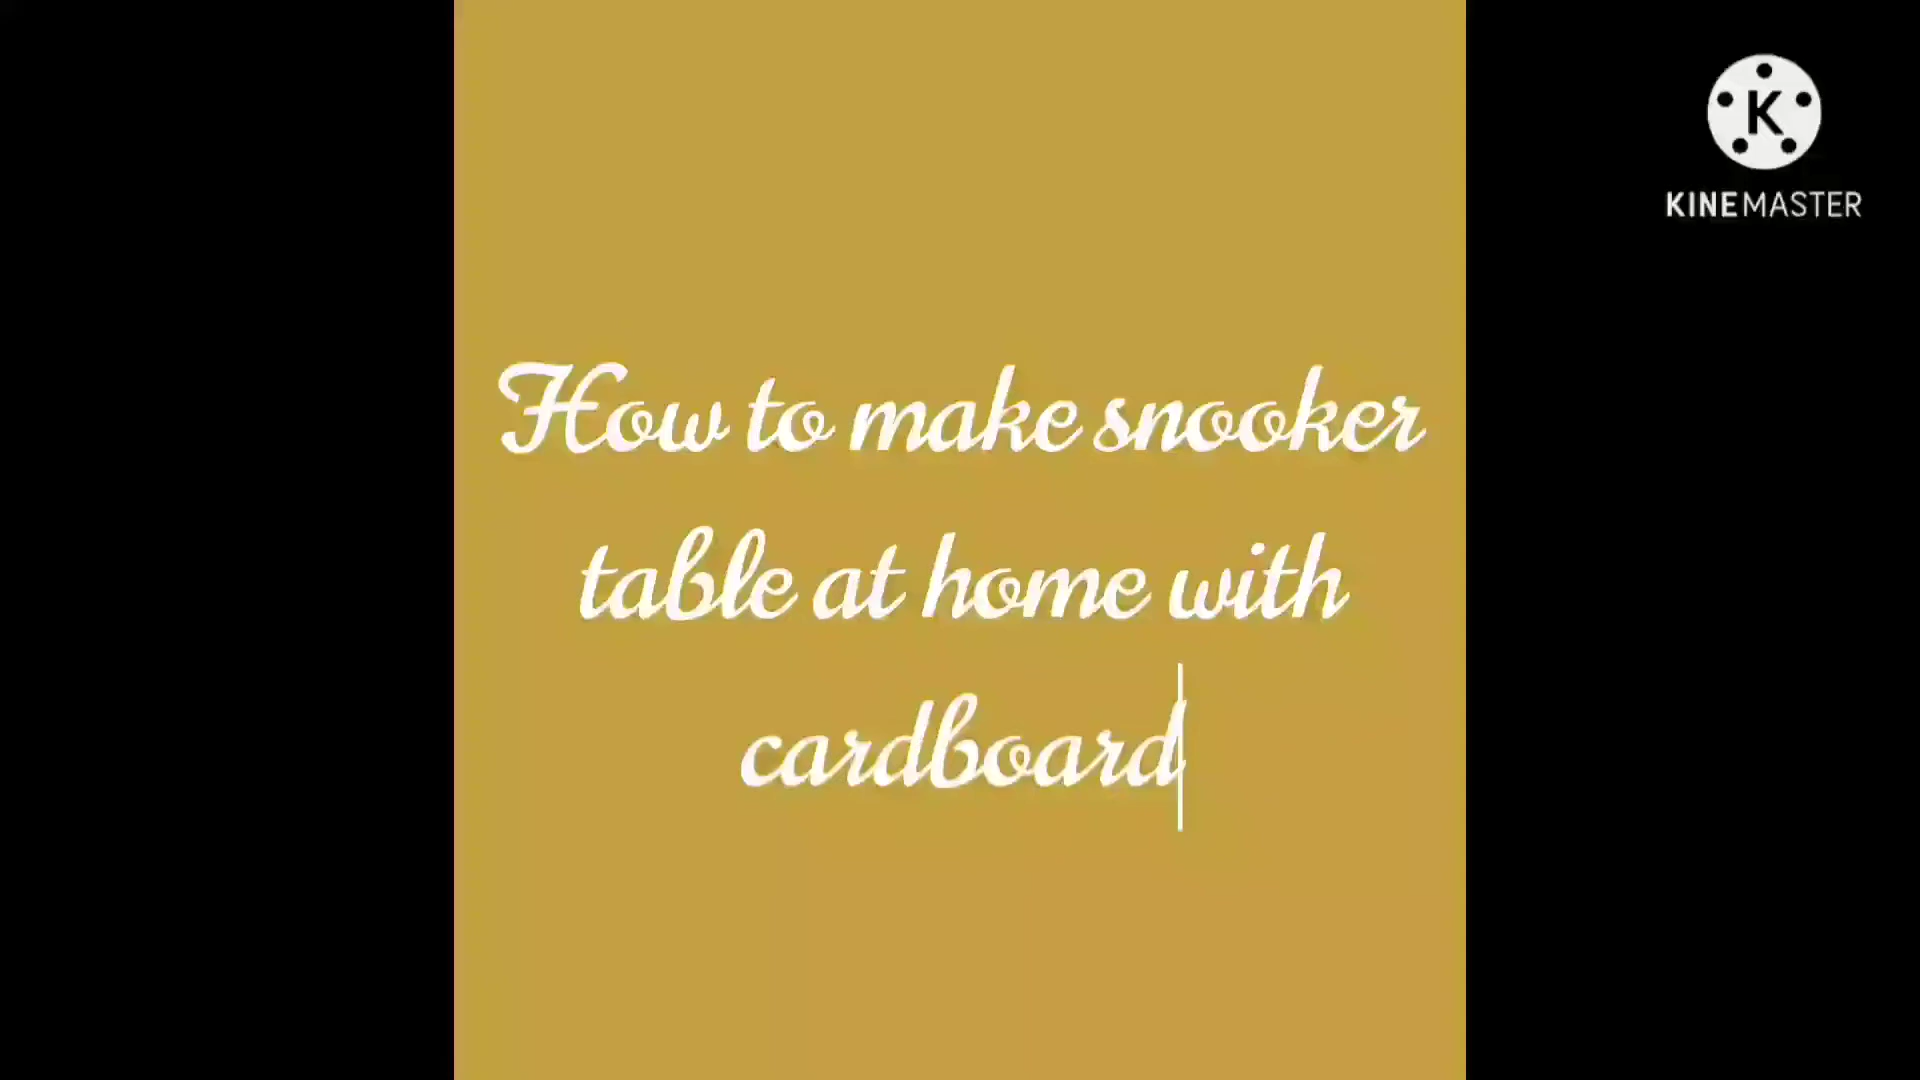 K
KINEMASTER
How to make snooker
table at home with
cardboard